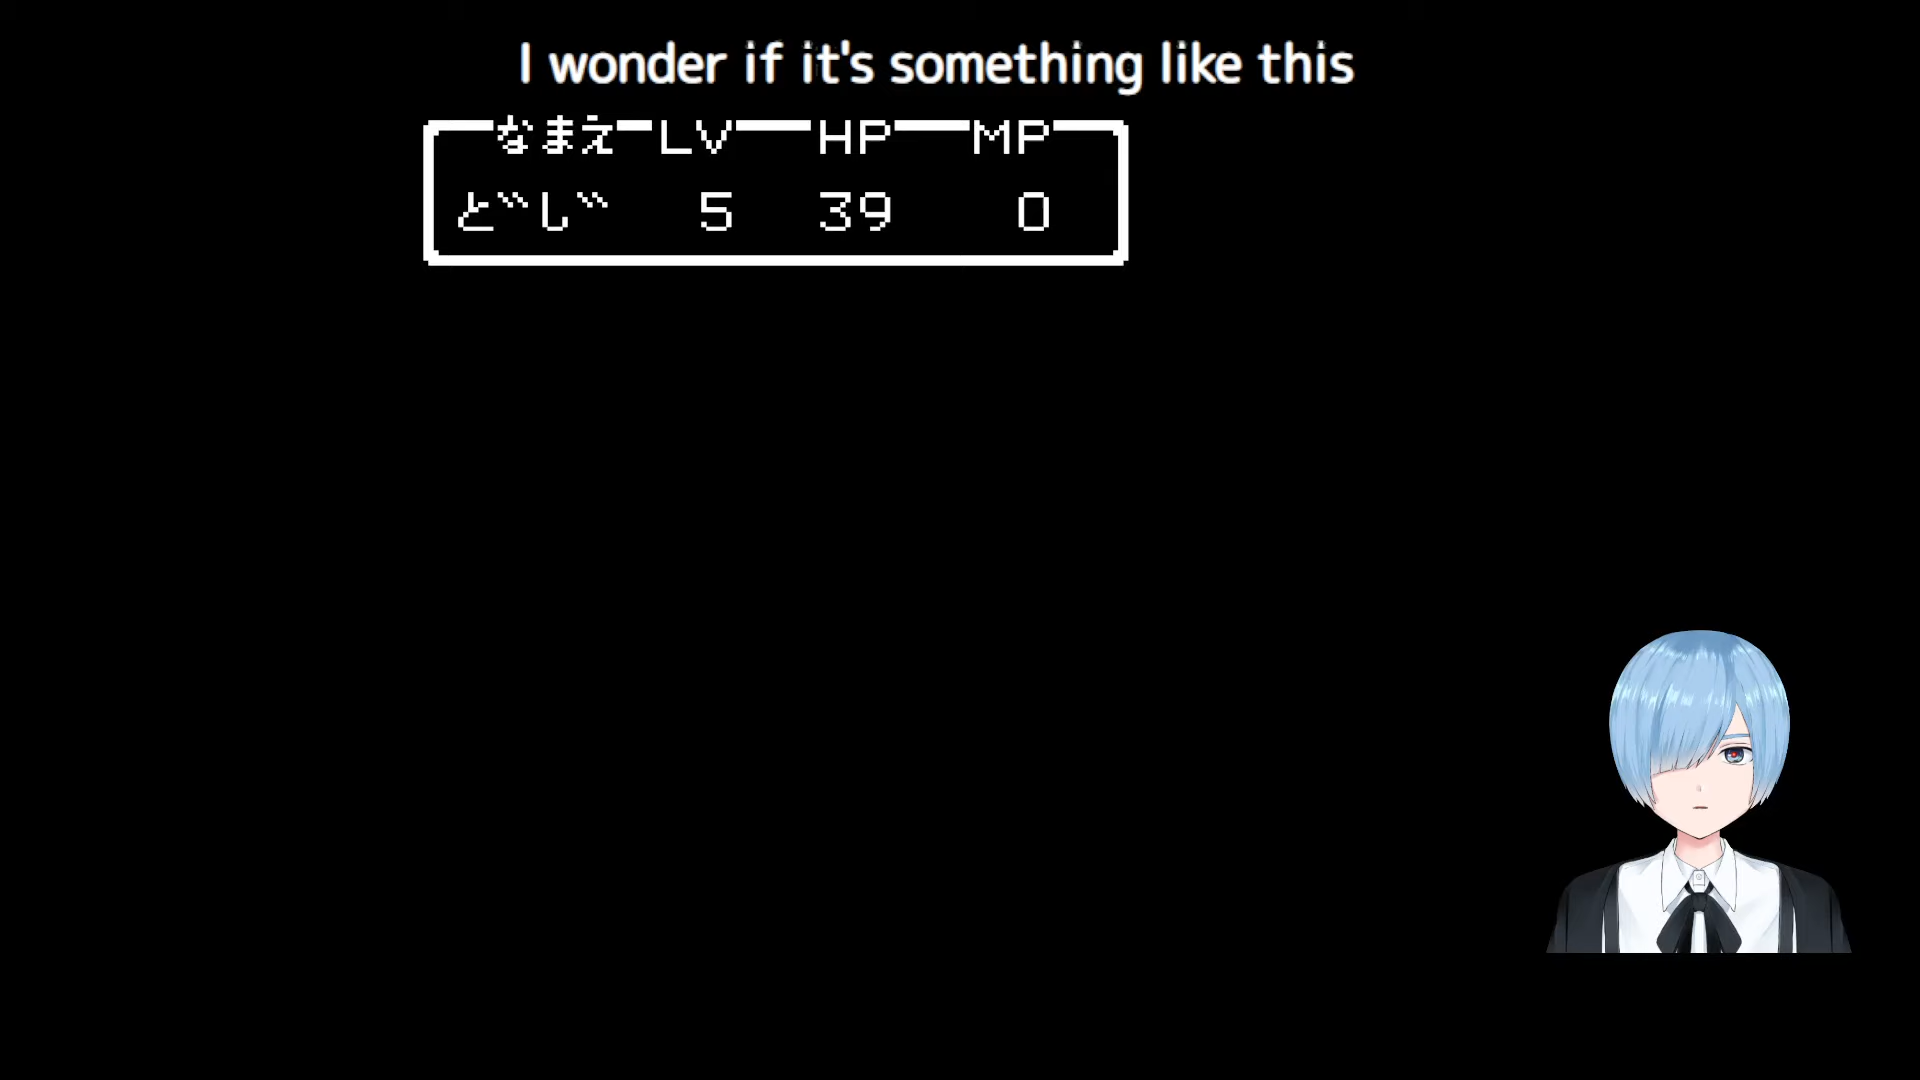 I wonder if it's something like this
なまえ LV HP MP
どじ 5 39 0